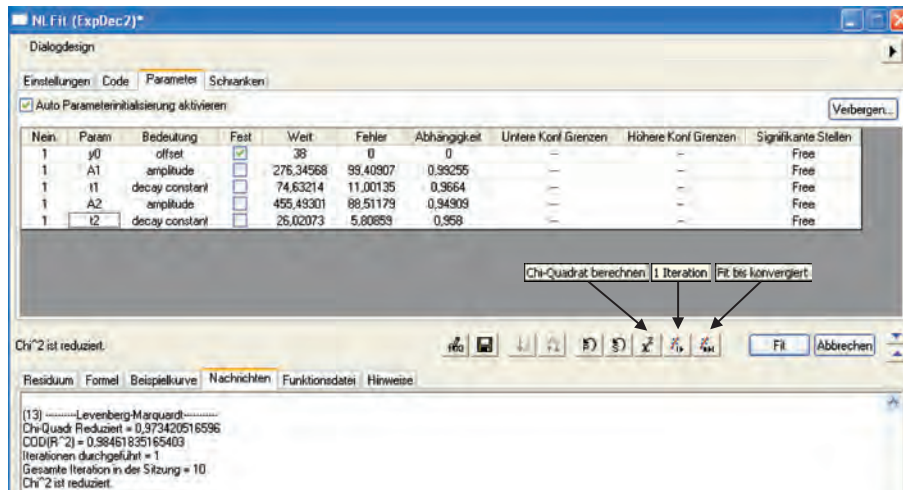 NLFit (ExpDec2)*
Dialogdesign
Einstellungen Code Parameter Schranken
Auto Parameterinitialisierung aktivieren
Verbergen...
Nein. Param Bedeutung Fest Wert Fehler Abhängigkeit Untere Konf Grenzen Höhere Konf Grenzen Signifikante Stellen
1 y0 offset 38 0 0 -- -- Free
1 A1 amplitude 276,34568 99,40907 0,99255 -- -- Free
1 t1 decay constant 74,63214 11,00135 0,9664 -- -- Free
1 A2 amplitude 455,49301 88,51179 0,94909 -- -- Free
1 t2 decay constant 26,02073 5,80859 0,958 -- -- Free
Chi-Quadrat berechnen 1 Iteration Fit bis konvergiert
Chi^2 ist reduziert.
Fit Abbrechen
Residuum Formel Beispielkurve Nachrichten Funktionsdatei Hinweise
(13) ----------Levenberg-Marquardt----------
Chi-Quadr Reduziert = 0,973420516596
COD(R^2) = 0,98461835165403
Iterationen durchgeführt = 1
Gesamte Iteration in der Sitzung = 10
Chi^2 ist reduziert.